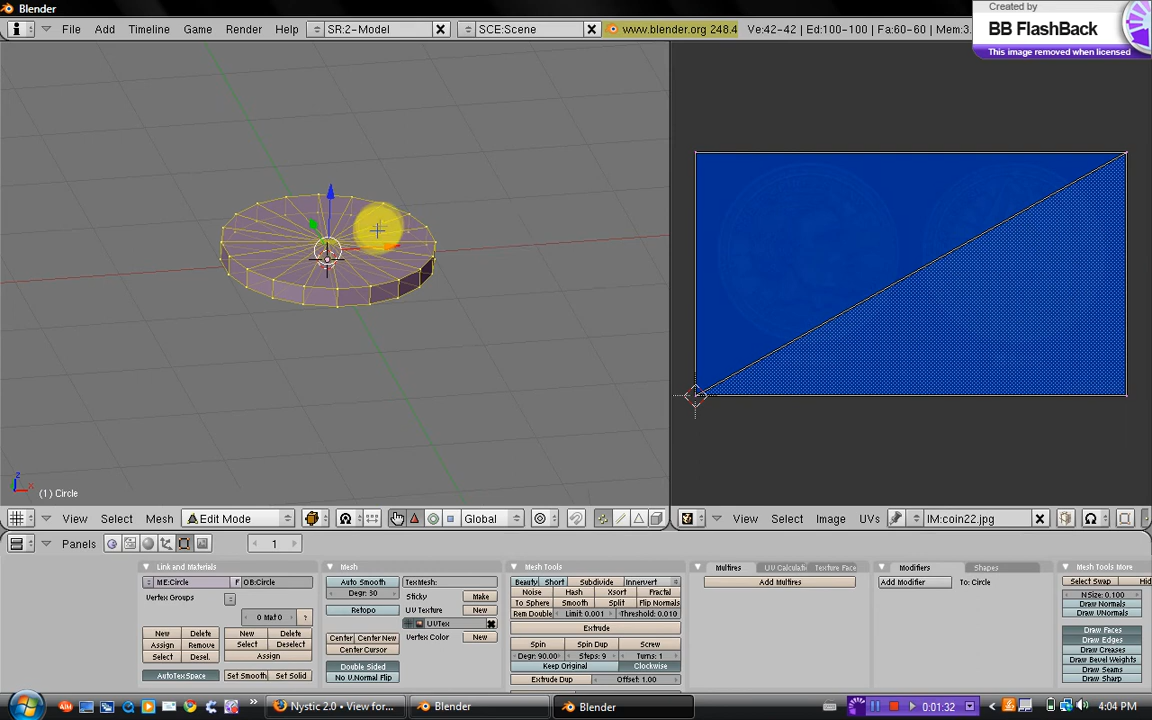 Blender
Created by
BB FlashBack
This image removed when licensed
File Add Timeline Game Render Help SR:2-Model SCE:Scene www.blender.org 248.4 Ve:42-42 | Ed:100-100 | Fa:60-60 | Mem:3.
z
x
(1) Circle
View Select Mesh Edit Mode Global
View Select Image UVs IM:coin22.jpg
Panels 1
Link and Materials
ME:Circle F OB:Circle
Vertex Groups
0 Mat 0 ?
New Delete New Delete
Assign Remove Select Deselect
Select Desel. Assign
AutoTexSpace Set Smooth Set Solid
Mesh
Auto Smooth TexMesh:
Degr: 30 Sticky Make
Retopo UV Texture New
UVTex
Center Center New Vertex Color New
Center Cursor
Double Sided
No V.Normal Flip
Mesh Tools
Beauty Short Subdivide Innervert
Noise Hash Xsort Fractal
To Sphere Smooth Split Flip Normals
Rem Double Limit: 0.001 Threshold: 0.010
Extrude
Spin Spin Dup Screw
Degr: 90.00 Steps: 9 Turns: 1
Keep Original Clockwise
Extrude Dup Offset: 1.00
Multires UV Calculati Texture Face
Add Multires
Modifiers Shapes
Add Modifier To: Circle
Mesh Tools More
Select Swap Hid
NSize: 0.100
Draw Normals
Draw VNormals
Draw Faces
Draw Edges
Draw Creases
Draw Bevel Weights
Draw Seams
Draw Sharp
Nystic 2.0 • View for... Blender Blender 0:01:32 4:04 PM